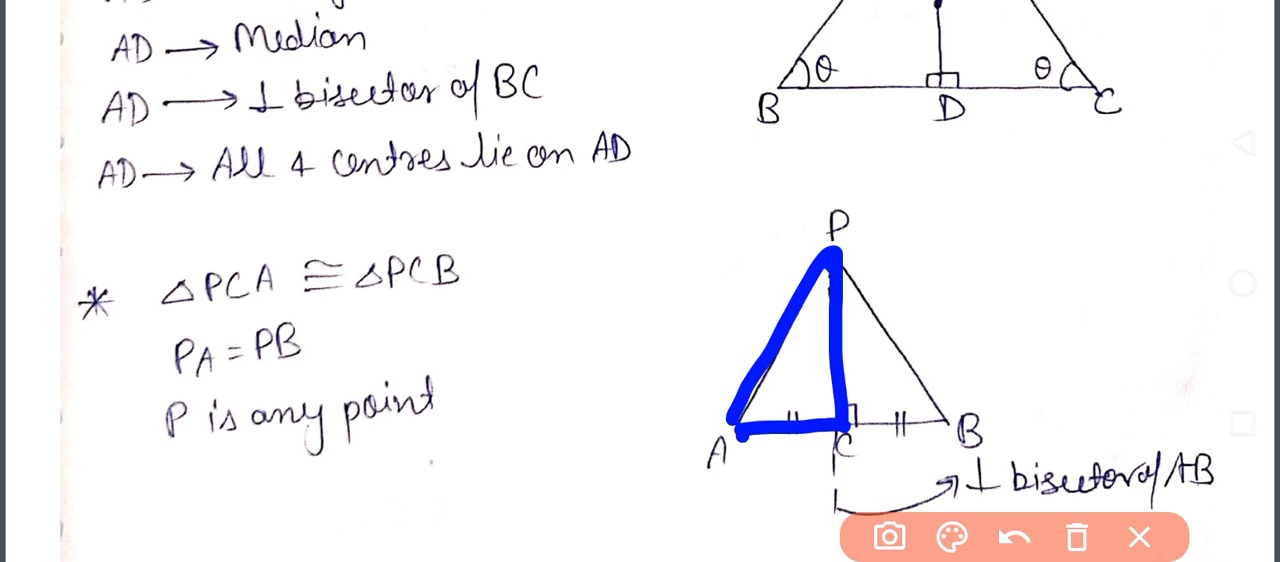 AD → Median
AD → ⊥ bisector of BC
AD → All 4 centres lie on AD
θ θ
B D C
P
* △PCA ≅ △PCB
PA = PB
P is any point
A C B
⊥ bisector of AB